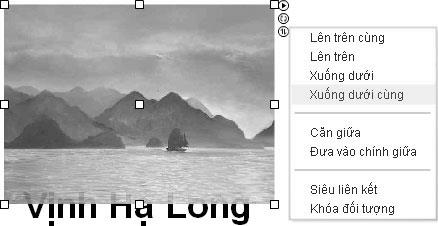 Lên trên cùng
Lên trên
Xuống dưới
Xuống dưới cùng
Căn giữa
Đưa vào chính giữa
Siêu liên kết
Khóa đối tượng
Vịnh Hạ Long